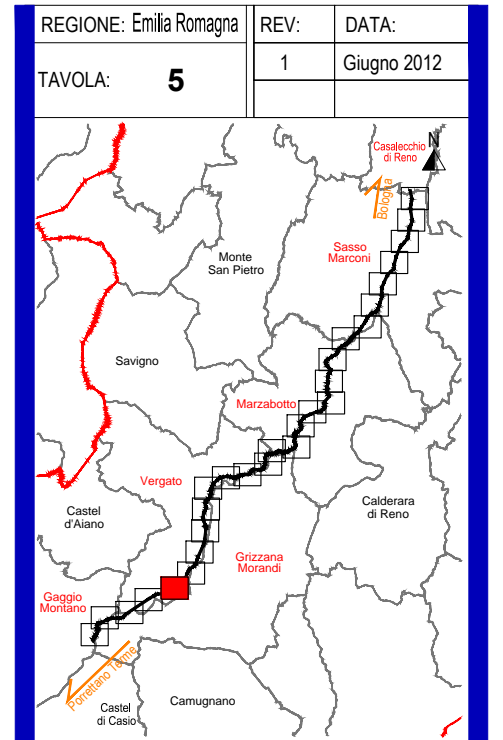 REGIONE: Emilia Romagna
REV:
DATA:
TAVOLA: 5
1
Giugno 2012
Casalecchio
di Reno
N
Bologna
Sasso
Marconi
Monte
San Pietro
Savigno
Marzabotto
Vergato
Castel
d'Aiano
Calderara
di Reno
Grizzana
Morandi
Gaggio
Montano
Porrettano Terme
Castel
di Casio
Camugnano